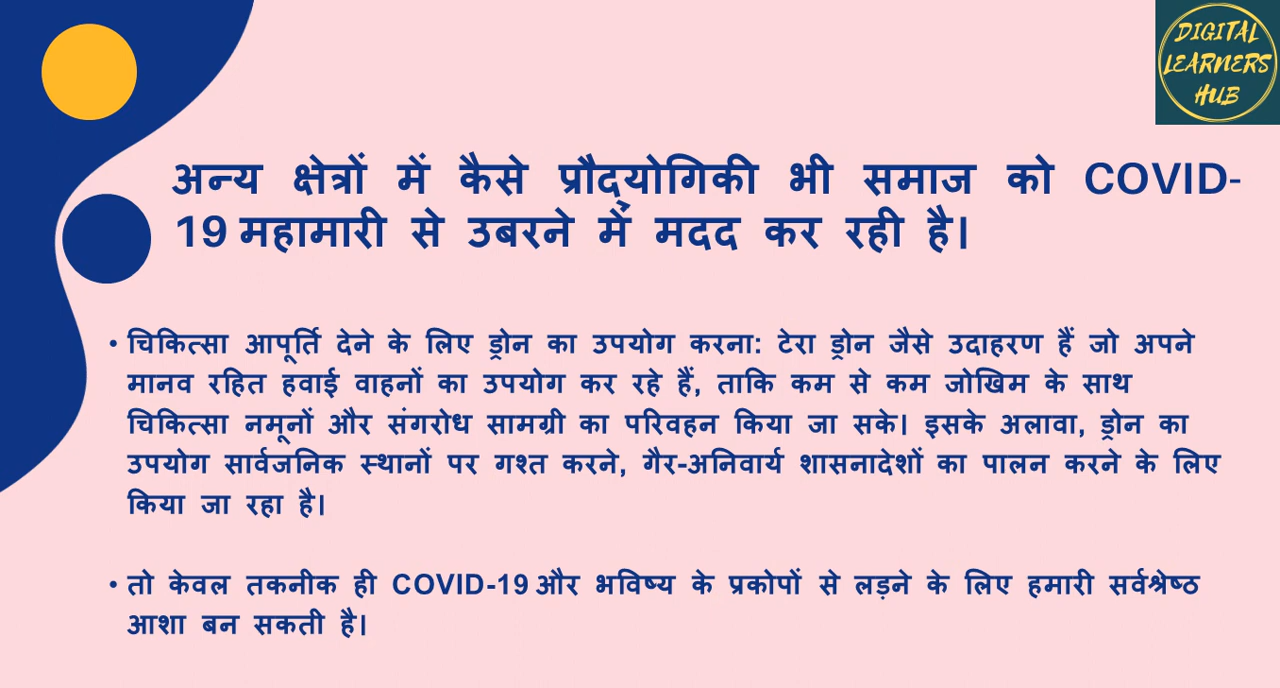 DIGITAL
LEARNERS
HUB
अन्य क्षेत्रों में कैसे प्रौद्योगिकी भी समाज को COVID-
19 महामारी से उबरने में मदद कर रही है।
• चिकित्सा आपूर्ति देने के लिए ड्रोन का उपयोग करना: टेरा ड्रोन जैसे उदाहरण हैं जो अपने
मानव रहित हवाई वाहनों का उपयोग कर रहे हैं, ताकि कम से कम जोखिम के साथ
चिकित्सा नमूनों और संगरोध सामग्री का परिवहन किया जा सके। इसके अलावा, ड्रोन का
उपयोग सार्वजनिक स्थानों पर गश्त करने, गैर-अनिवार्य शासनादेशों का पालन करने के लिए
किया जा रहा है।
• तो केवल तकनीक ही COVID-19 और भविष्य के प्रकोपों से लड़ने के लिए हमारी सर्वश्रेष्ठ
आशा बन सकती है।